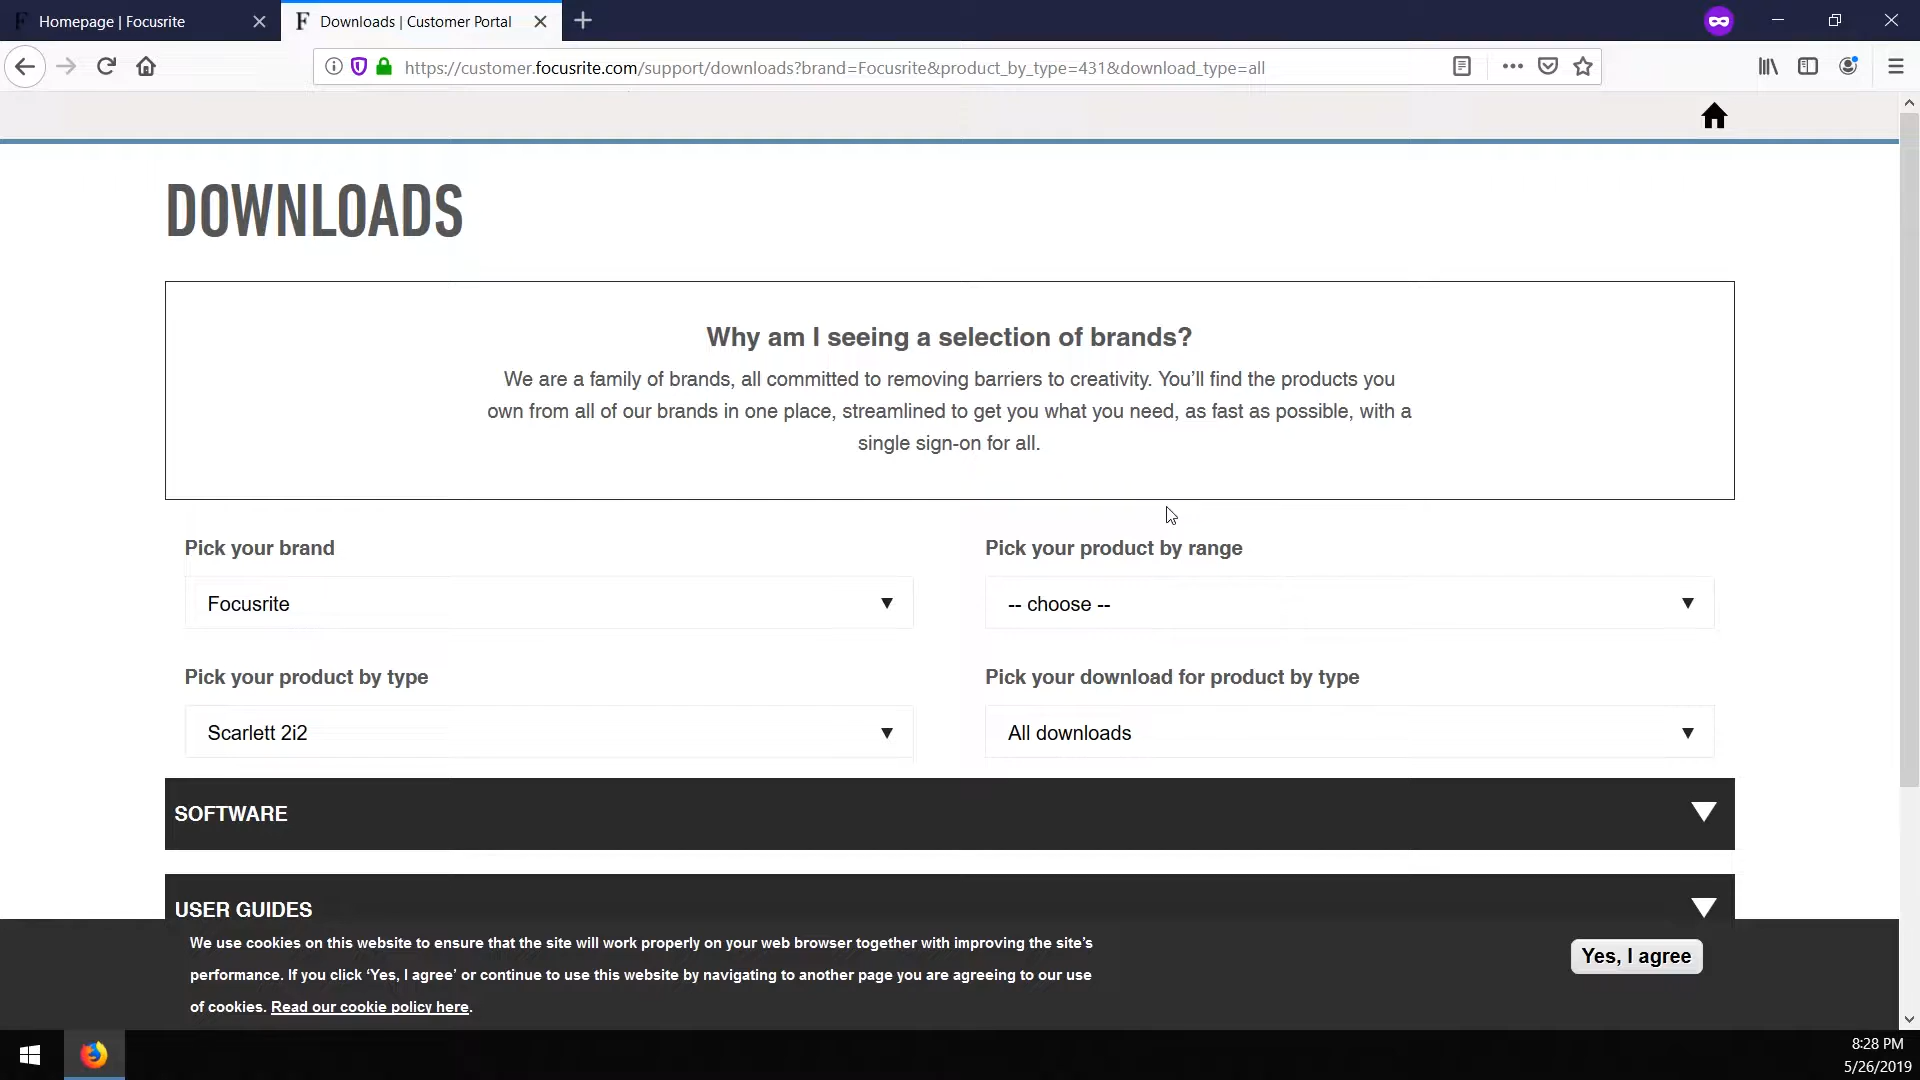 Homepage | Focusrite
Downloads | Customer Portal
https://customer.focusrite.com/support/downloads?brand=Focusrite&product_by_type=431&download_type=all
DOWNLOADS
Why am I seeing a selection of brands?
We are a family of brands, all committed to removing barriers to creativity. You’ll find the products you
own from all of our brands in one place, streamlined to get you what you need, as fast as possible, with a
single sign-on for all.
Pick your brand
Pick your product by range
Focusrite
-- choose --
Pick your product by type
Pick your download for product by type
Scarlett 2i2
All downloads
SOFTWARE
USER GUIDES
We use cookies on this website to ensure that the site will work properly on your web browser together with improving the site’s
performance. If you click ‘Yes, I agree’ or continue to use this website by navigating to another page you are agreeing to our use
of cookies. Read our cookie policy here.
Yes, I agree
8:28 PM
5/26/2019